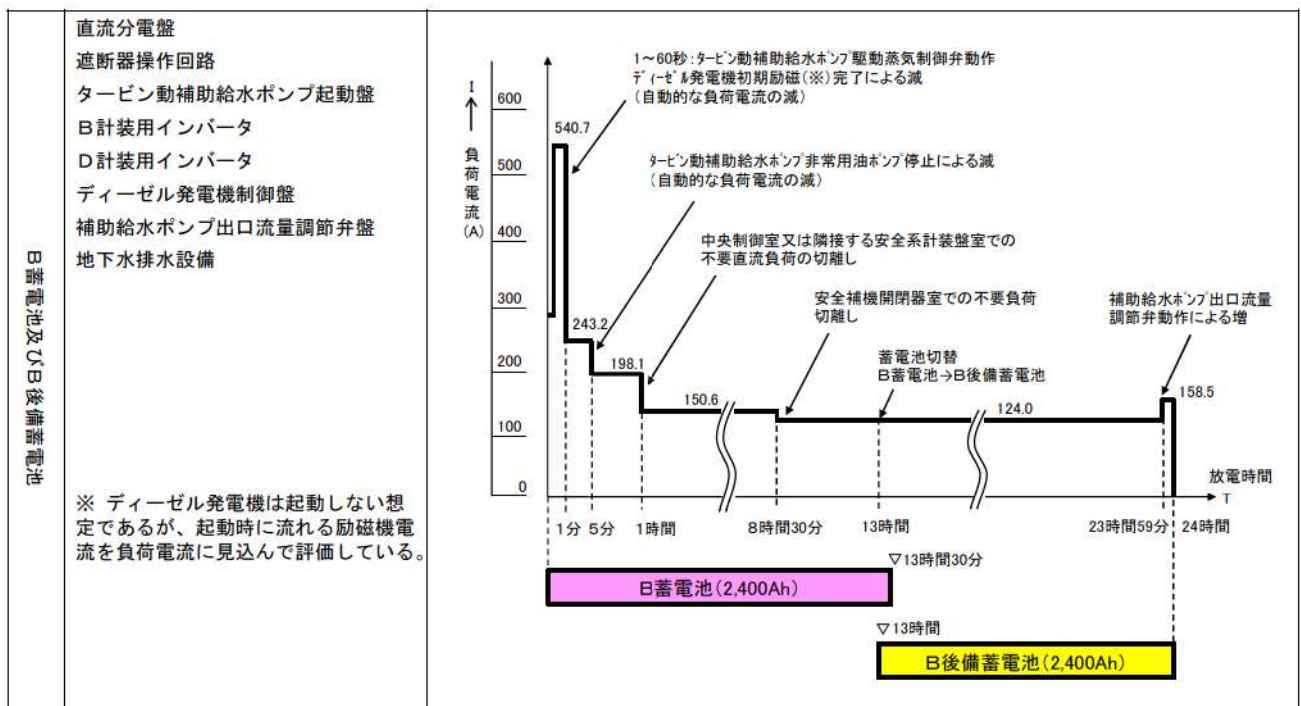 B蓄電池及びB後備蓄電池
直流分電盤
遮断器操作回路
タービン動補助給水ポンプ起動盤
B計装用インバータ
D計装用インバータ
ディーゼル発電機制御盤
補助給水ポンプ出口流量調節弁盤
地下水排水設備
※ ディーゼル発電機は起動しない想
定であるが、起動時に流れる励磁機電
流を負荷電流に見込んで評価している。
I
↑
負荷電流(A)
600
500
400
300
200
100
0
1~60秒:タービン動補助給水ポンプ駆動蒸気制御弁動作
ディーゼル発電機初期励磁(※)完了による減
(自動的な負荷電流の減)
540.7
タービン動補助給水ポンプ非常用油ポンプ停止による減
(自動的な負荷電流の減)
中央制御室又は隣接する安全系計装盤室での
不要直流負荷の切離し
安全補機開閉器室での不要負荷
切離し
補助給水ポンプ出口流量
調節弁動作による増
243.2
蓄電池切替
B蓄電池→B後備蓄電池
198.1
150.6
124.0
158.5
放電時間
→ T
1分 5分 1時間 8時間30分 13時間 23時間59分 24時間
▽13時間30分
B蓄電池(2,400Ah)
▽13時間
B後備蓄電池(2,400Ah)